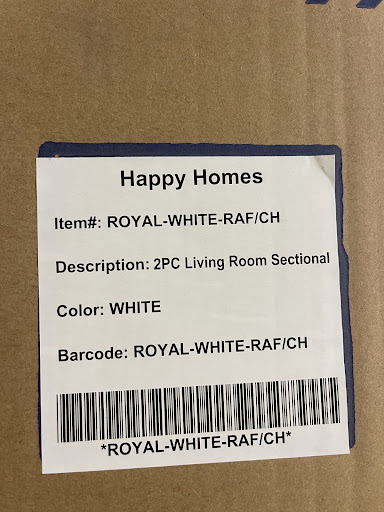 Happy Homes
Item#: ROYAL-WHITE-RAF/CH
Description: 2PC Living Room Sectional
Color: WHITE
Barcode: ROYAL-WHITE-RAF/CH
*ROYAL-WHITE-RAF/CH*